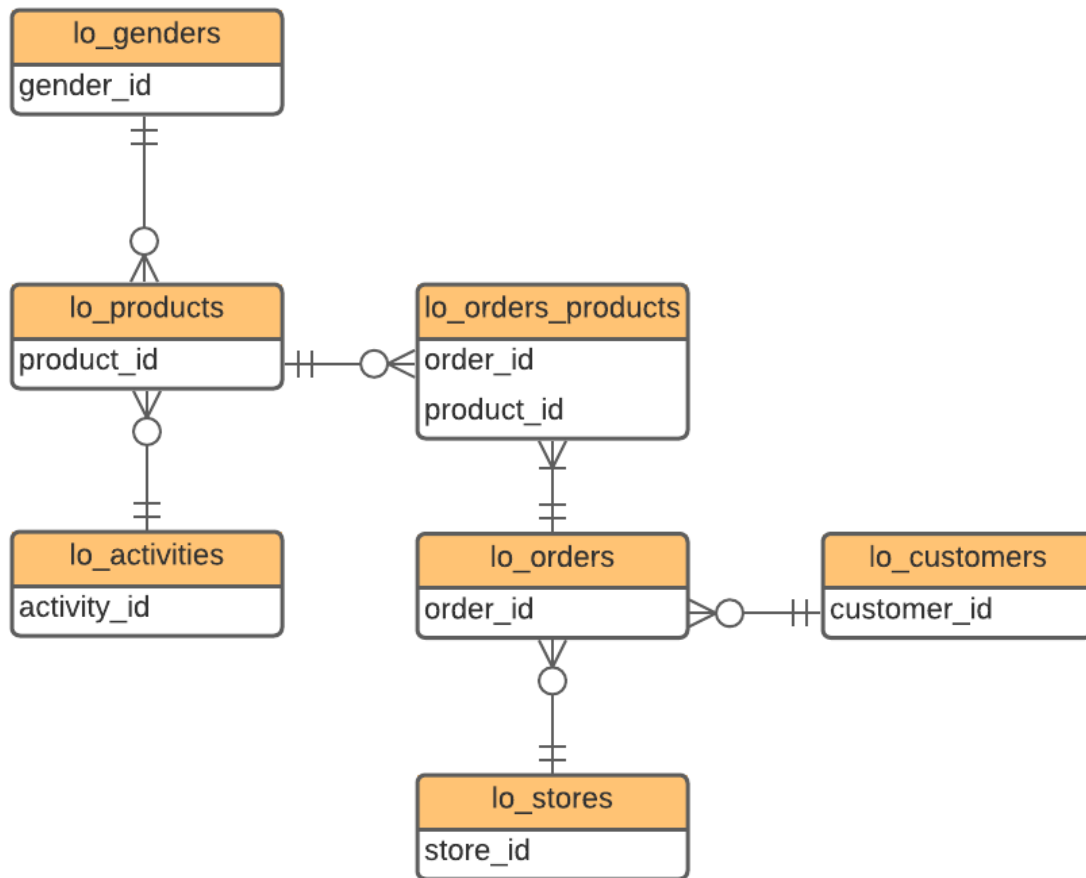 lo_genders
gender_id
lo_products
product_id
lo_orders_products
order_id
product_id
lo_activities
activity_id
lo_orders
order_id
lo_customers
customer_id
lo_stores
store_id